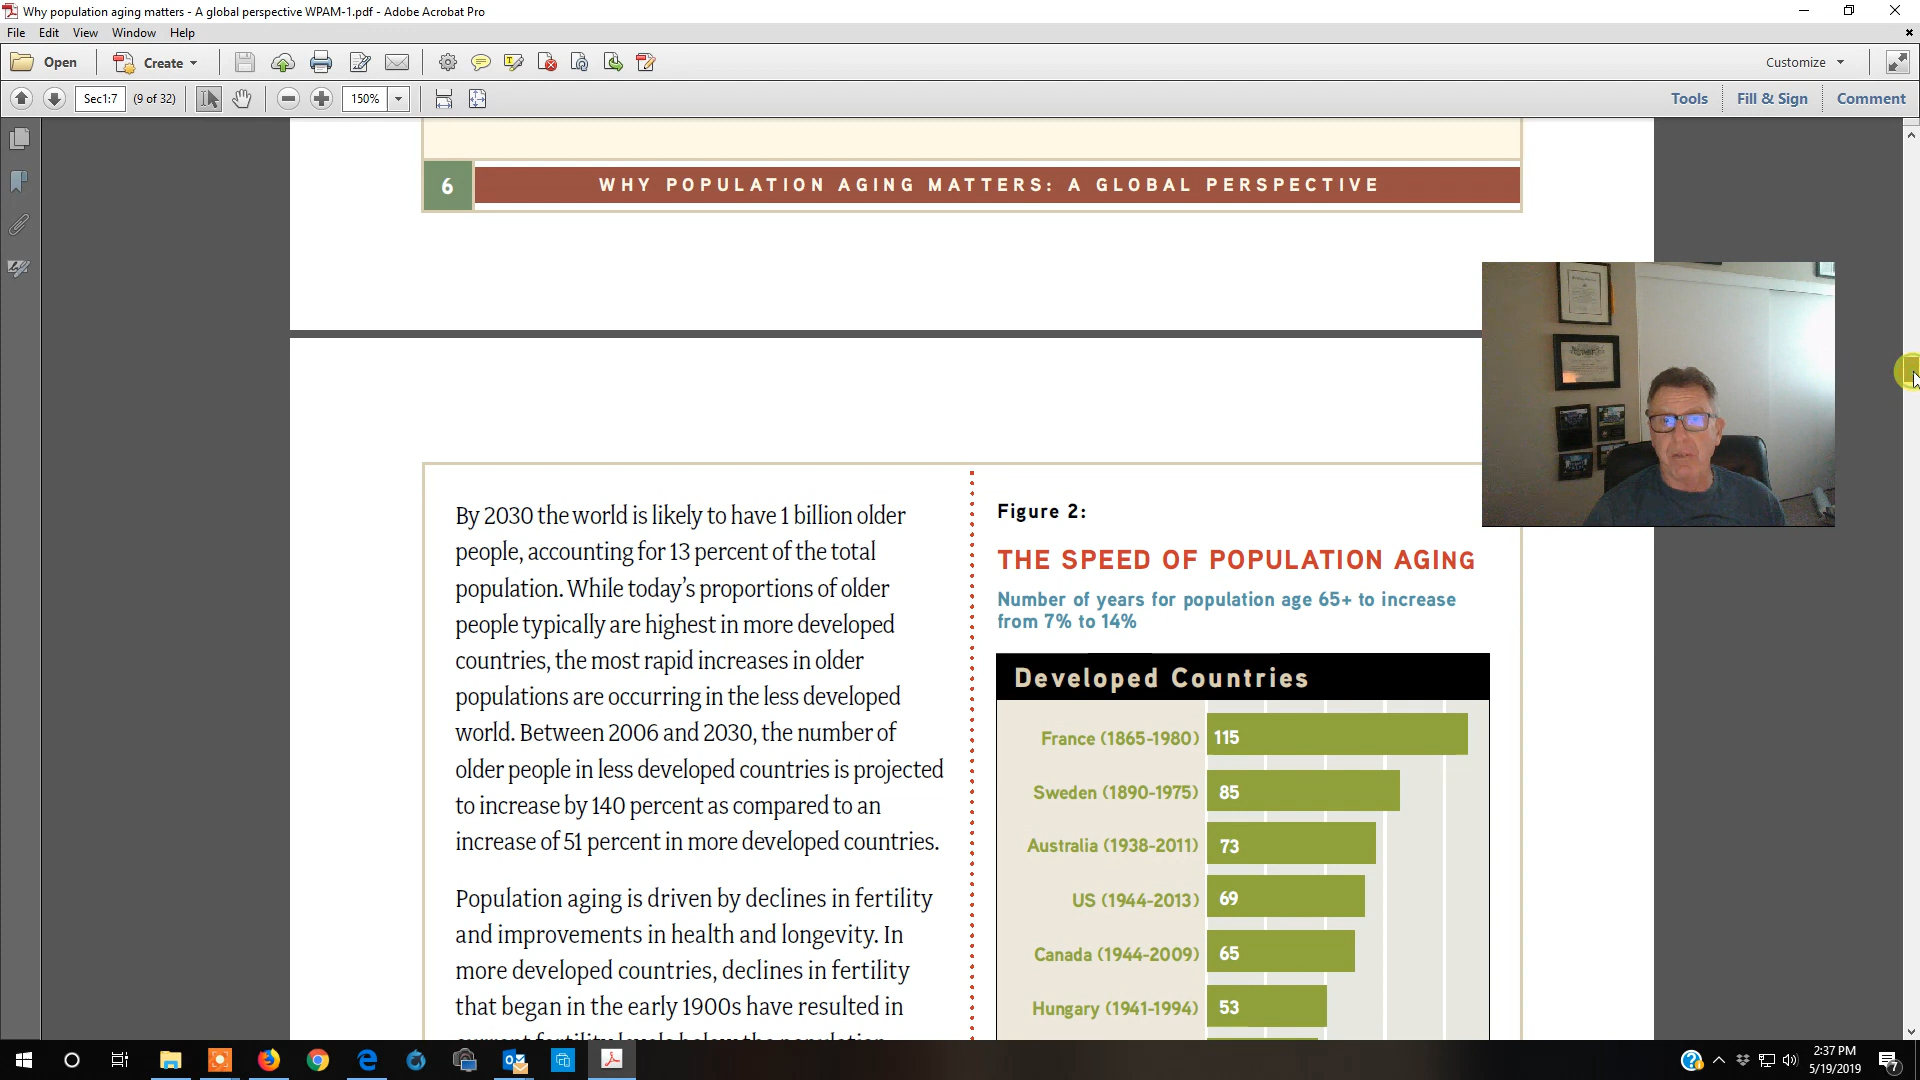 Why population aging matters - A global perspective WPAM-1.pdf - Adobe Acrobat Pro
File Edit View Window Help
Open Create Customize
Sec1:7 (9 of 32) 150% Tools Fill & Sign Comment
6 WHY POPULATION AGING MATTERS: A GLOBAL PERSPECTIVE
By 2030 the world is likely to have 1 billion older
people, accounting for 13 percent of the total
population. While today's proportions of older
people typically are highest in more developed
countries, the most rapid increases in older
populations are occurring in the less developed
world. Between 2006 and 2030, the number of
older people in less developed countries is projected
to increase by 140 percent as compared to an
increase of 51 percent in more developed countries.
Population aging is driven by declines in fertility
and improvements in health and longevity. In
more developed countries, declines in fertility
that began in the early 1900s have resulted in
current fertility levels below the population
Figure 2:
THE SPEED OF POPULATION AGING
Number of years for population age 65+ to increase
from 7% to 14%
Developed Countries
France (1865-1980) 115
Sweden (1890-1975) 85
Australia (1938-2011) 73
US (1944-2013) 69
Canada (1944-2009) 65
Hungary (1941-1994) 53
2:37 PM
5/19/2019
7